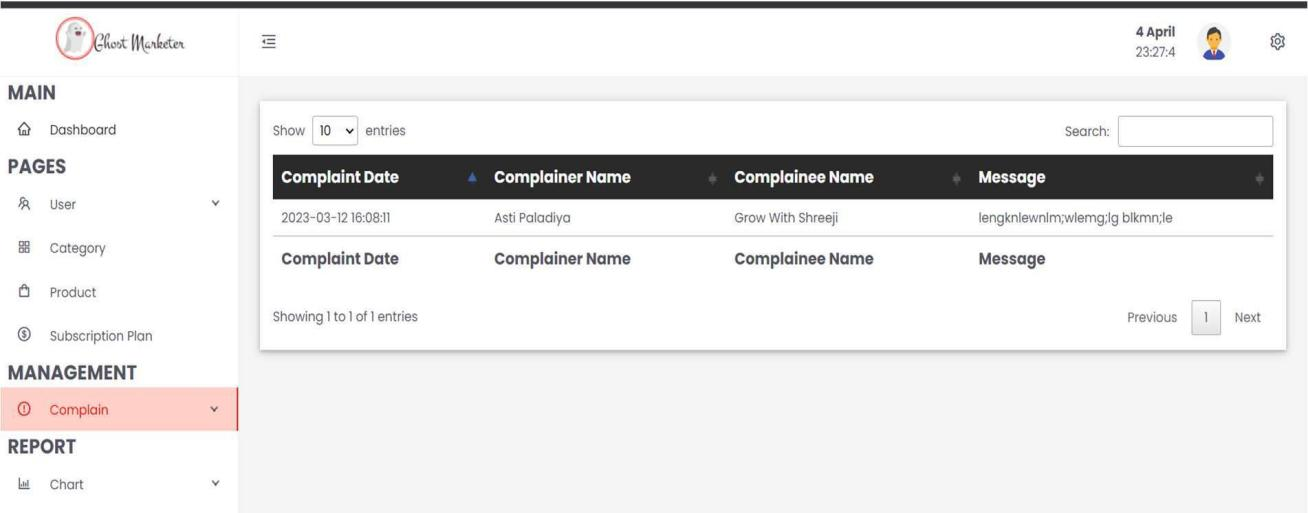 Ghost Marketer
4 April
23:27:4
MAIN
Dashboard
PAGES
User
Category
Product
Subscription Plan
MANAGEMENT
Complain
REPORT
Chart
Show 10 entries
Search:
Complaint Date Complainer Name Complainee Name Message
2023-03-12 16:08:11 Asti Paladiya Grow With Shreeji lengknlewnlm;wlemg;lg blkmn;le
Complaint Date Complainer Name Complainee Name Message
Showing 1 to 1 of 1 entries
Previous 1 Next